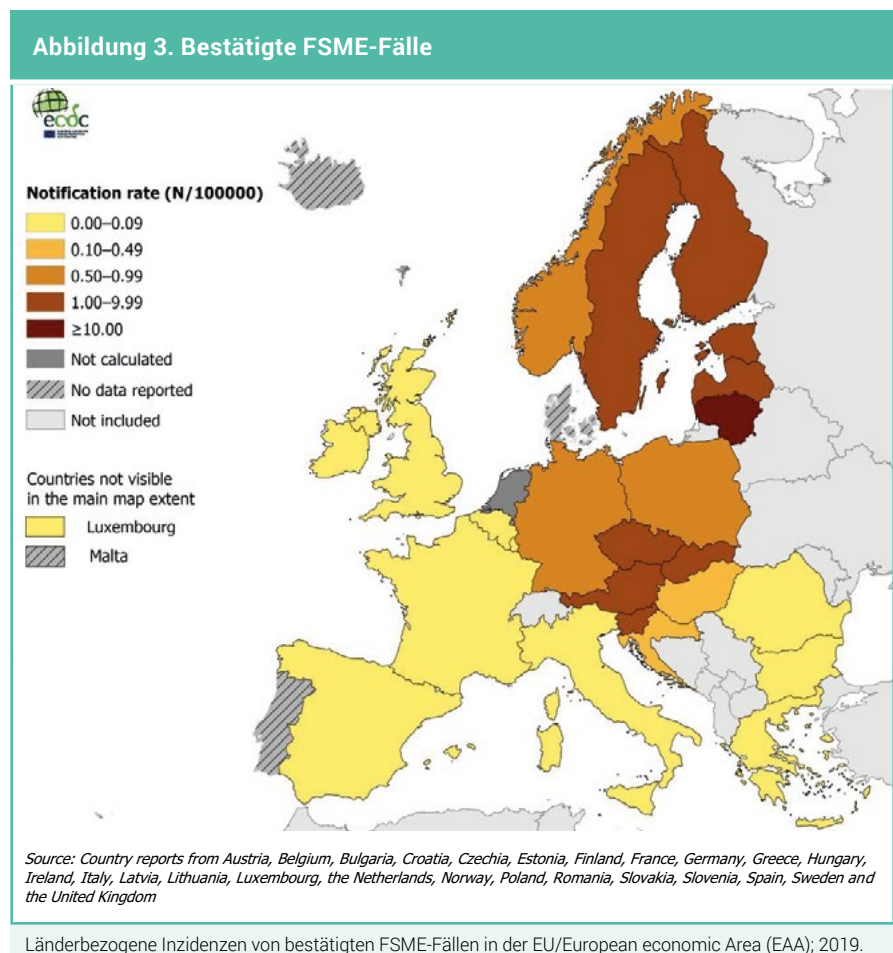 Abbildung 3. Bestätigte FSME-Fälle
ecdc
Notification rate (N/100000)
0.00–0.09
0.10–0.49
0.50–0.99
1.00–9.99
≥10.00
Not calculated
No data reported
Not included
Countries not visible
in the main map extent
Luxembourg
Malta
Source: Country reports from Austria, Belgium, Bulgaria, Croatia, Czechia, Estonia, Finland, France, Germany, Greece, Hungary,
Ireland, Italy, Latvia, Lithuania, Luxembourg, the Netherlands, Norway, Poland, Romania, Slovakia, Slovenia, Spain, Sweden and
the United Kingdom
Länderbezogene Inzidenzen von bestätigten FSME-Fällen in der EU/European economic Area (EAA); 2019.